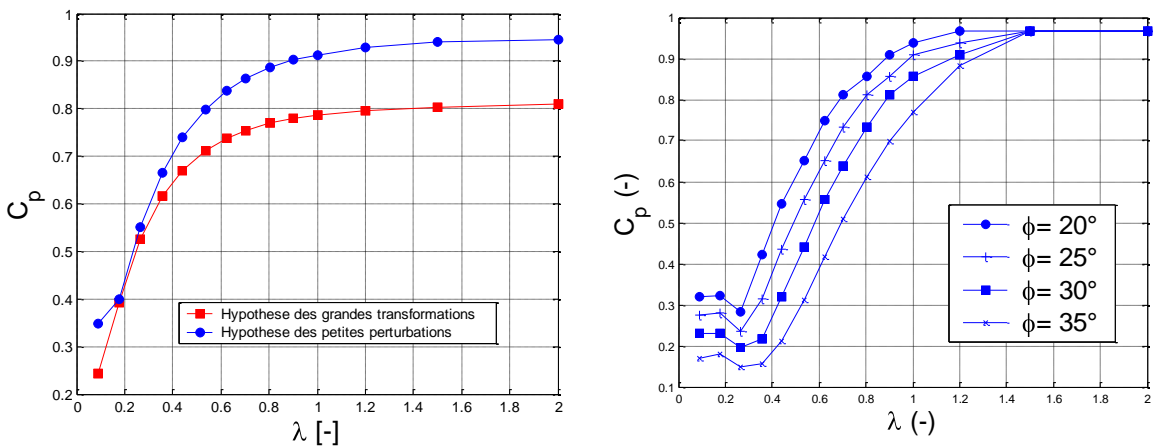 1
0.9
0.8
0.7
0.6
0.5
0.4
0.3
0.2
C_p
0 0.2 0.4 0.6 0.8 1 1.2 1.4 1.6 1.8 2
λ [-]
Hypothese des grandes transformations
Hypothese des petites perturbations
1
0.9
0.8
0.7
0.6
0.5
0.4
0.3
0.2
0.1
C_p (-)
0 0.2 0.4 0.6 0.8 1 1.2 1.4 1.6 1.8 2
λ (-)
ϕ= 20°
ϕ= 25°
ϕ= 30°
ϕ= 35°